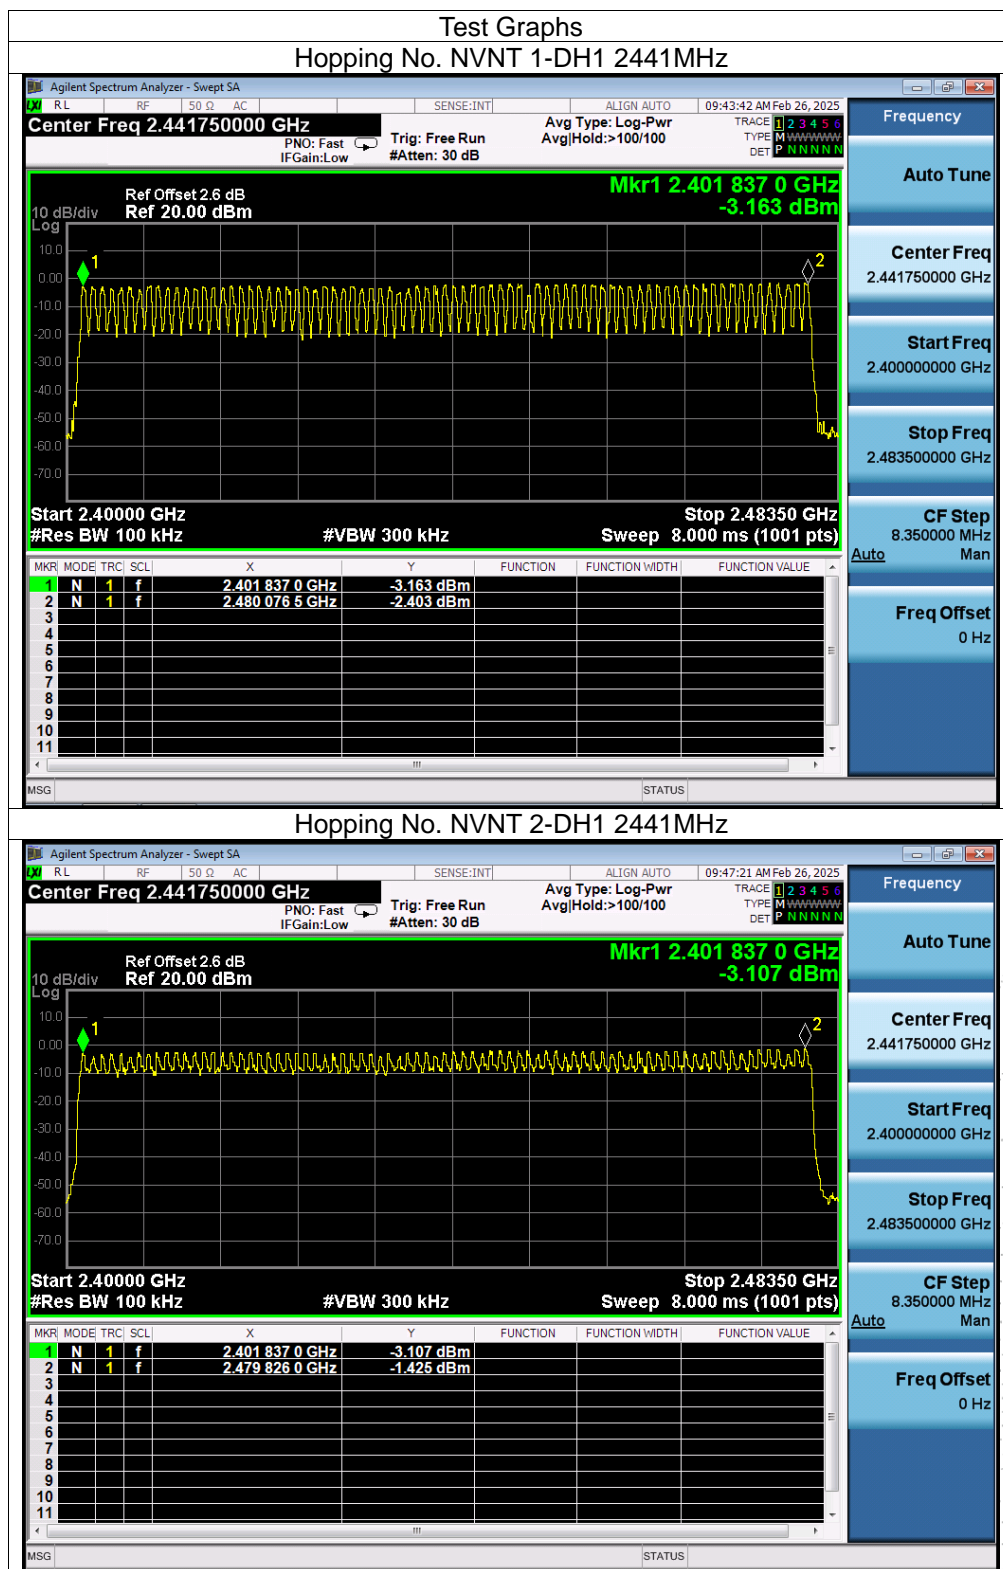 Test Graphs
Hopping No. NVNT 1-DH1 2441MHz
Agilent Spectrum Analyzer - Swept SA
LXI RL RF 50 Ω AC SENSE:INT ALIGN AUTO 09:43:42 AM Feb 26, 2025
Center Freq 2.441750000 GHz
PNO: Fast
IFGain:Low
Trig: Free Run
#Atten: 30 dB
Avg Type: Log-Pwr
Avg|Hold:>100/100
TRACE 1 2 3 4 5 6
TYPE M WWWWW
DET P N N N N N
Frequency
Auto Tune
Center Freq
2.441750000 GHz
Start Freq
2.400000000 GHz
Stop Freq
2.483500000 GHz
CF Step
8.350000 MHz
Auto Man
Freq Offset
0 Hz
Mkr1 2.401 837 0 GHz
-3.163 dBm
Ref Offset 2.6 dB
10 dB/div Ref 20.00 dBm
Log
10.0
0.00
-10.0
-20.0
-30.0
-40.0
-50.0
-60.0
-70.0
1
2
Start 2.40000 GHz Stop 2.48350 GHz
#Res BW 100 kHz #VBW 300 kHz Sweep 8.000 ms (1001 pts)
MKR MODE TRC SCL X Y FUNCTION FUNCTION WIDTH FUNCTION VALUE
1 N 1 f 2.401 837 0 GHz -3.163 dBm
2 N 1 f 2.480 076 5 GHz -2.403 dBm
3
4
5
6
7
8
9
10
11
MSG STATUS
Hopping No. NVNT 2-DH1 2441MHz
Agilent Spectrum Analyzer - Swept SA
LXI RL RF 50 Ω AC SENSE:INT ALIGN AUTO 09:47:21 AM Feb 26, 2025
Center Freq 2.441750000 GHz
PNO: Fast
IFGain:Low
Trig: Free Run
#Atten: 30 dB
Avg Type: Log-Pwr
Avg|Hold:>100/100
TRACE 1 2 3 4 5 6
TYPE M WWWWW
DET P N N N N N
Frequency
Auto Tune
Center Freq
2.441750000 GHz
Start Freq
2.400000000 GHz
Stop Freq
2.483500000 GHz
CF Step
8.350000 MHz
Auto Man
Freq Offset
0 Hz
Mkr1 2.401 837 0 GHz
-3.107 dBm
Ref Offset 2.6 dB
10 dB/div Ref 20.00 dBm
Log
10.0
0.00
-10.0
-20.0
-30.0
-40.0
-50.0
-60.0
-70.0
1
2
Start 2.40000 GHz Stop 2.48350 GHz
#Res BW 100 kHz #VBW 300 kHz Sweep 8.000 ms (1001 pts)
MKR MODE TRC SCL X Y FUNCTION FUNCTION WIDTH FUNCTION VALUE
1 N 1 f 2.401 837 0 GHz -3.107 dBm
2 N 1 f 2.479 826 0 GHz -1.425 dBm
3
4
5
6
7
8
9
10
11
MSG STATUS